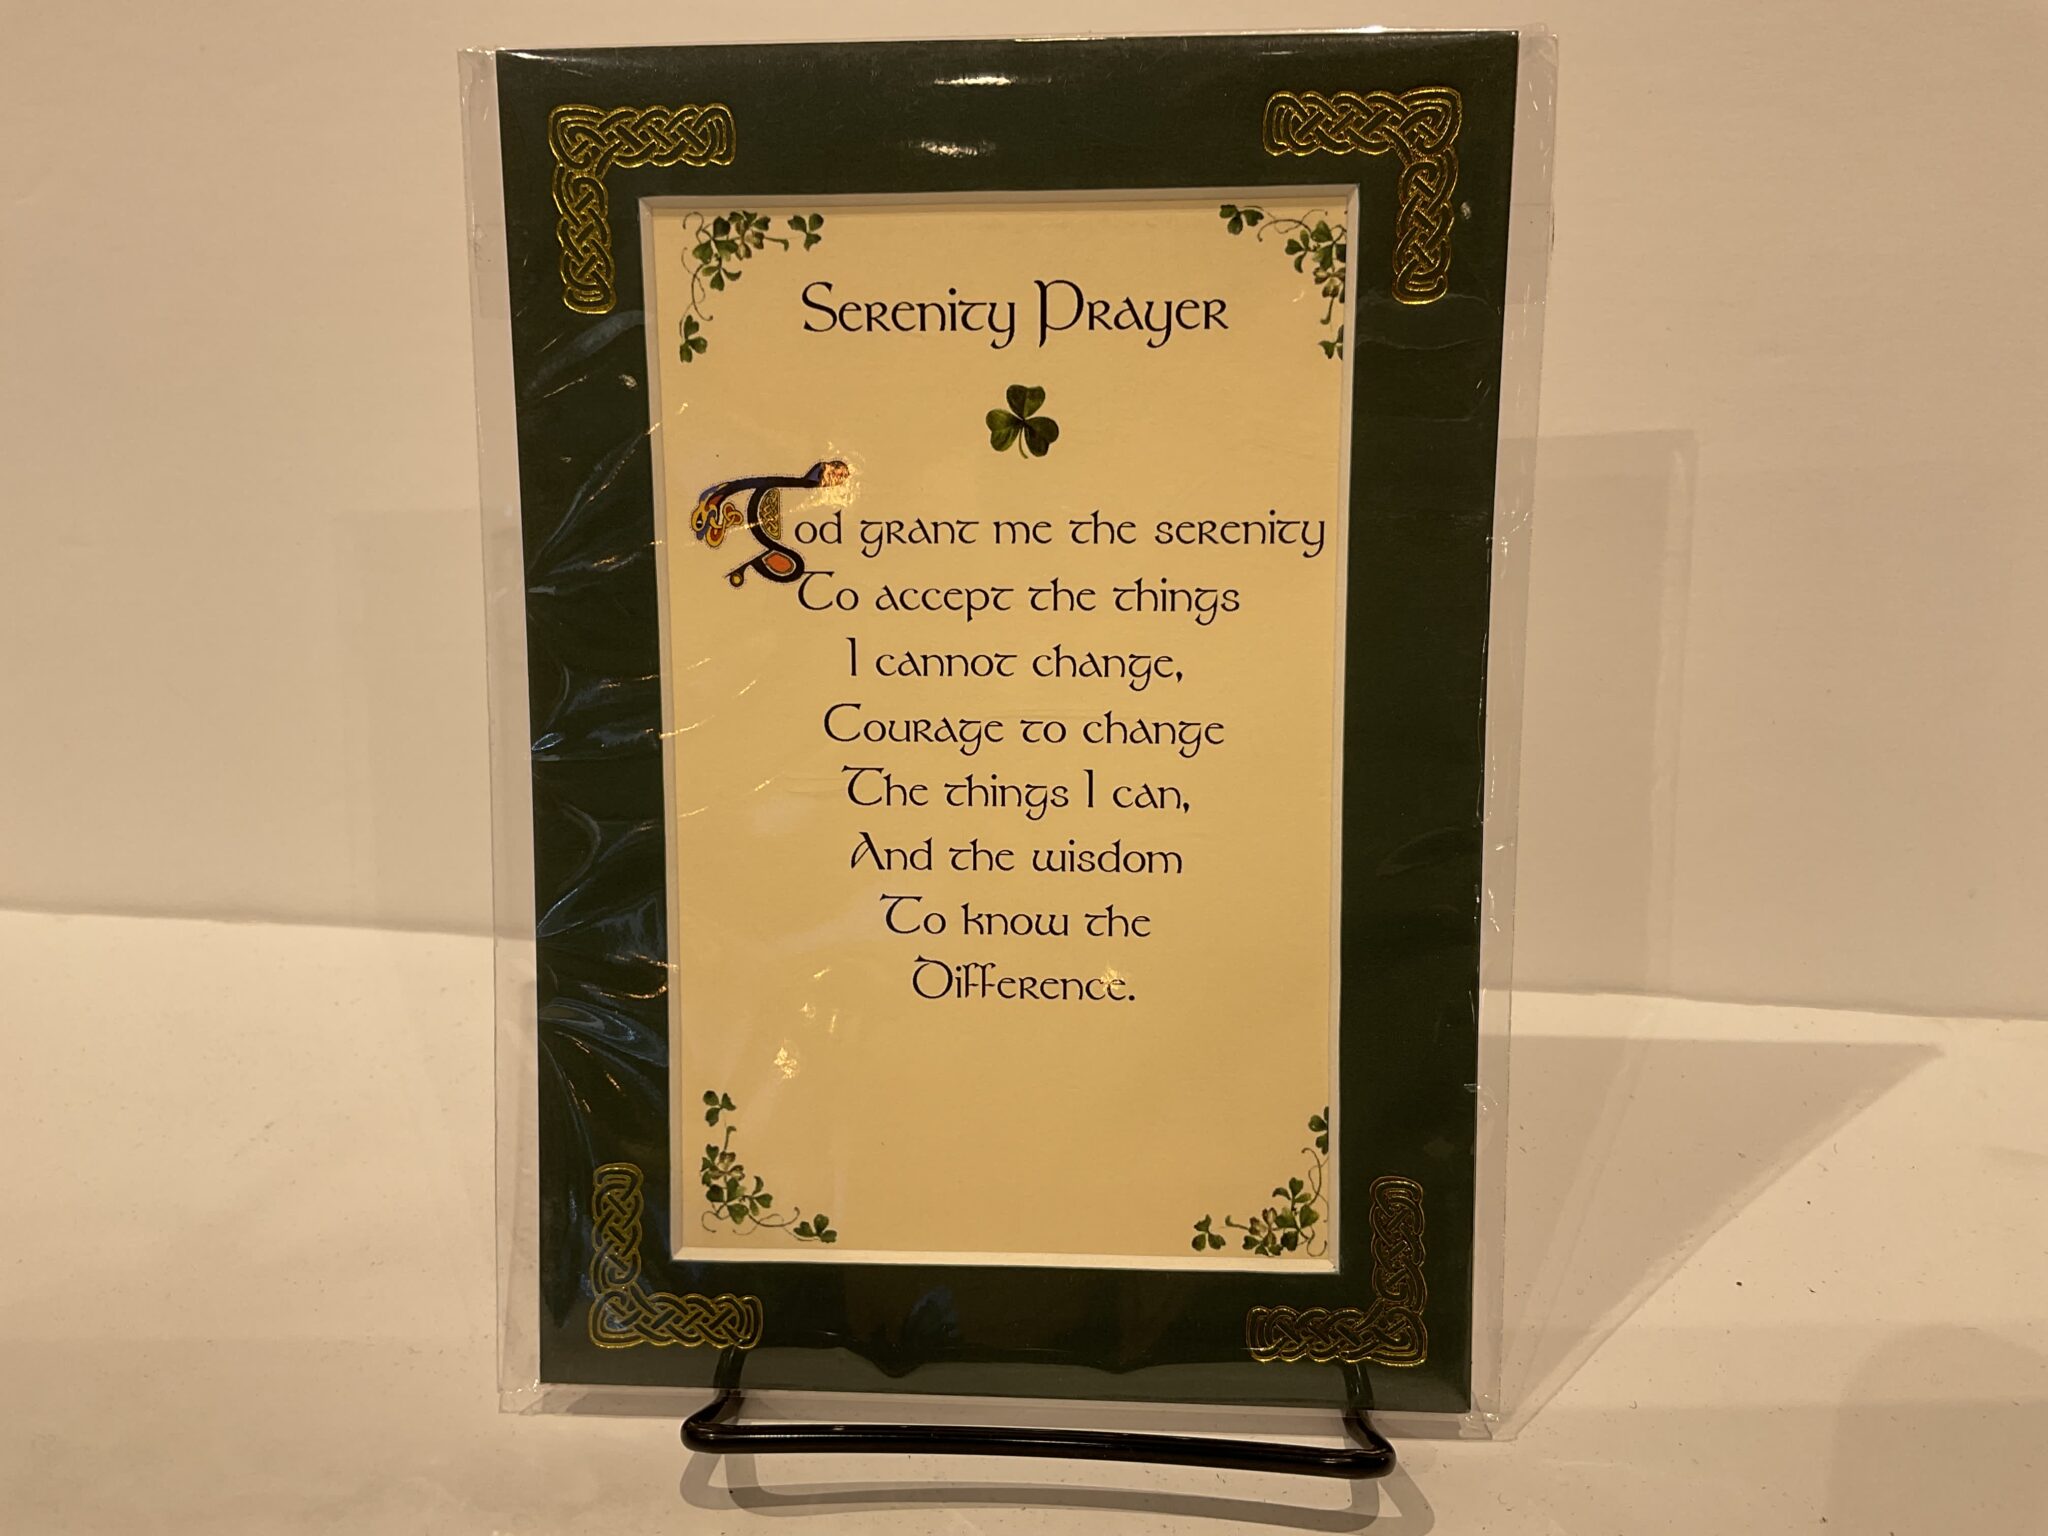 Serenity Prayer
God grant me the serenity
To accept the things
I cannot change,
Courage to change
The things I can,
And the wisdom
To know the
Difference.